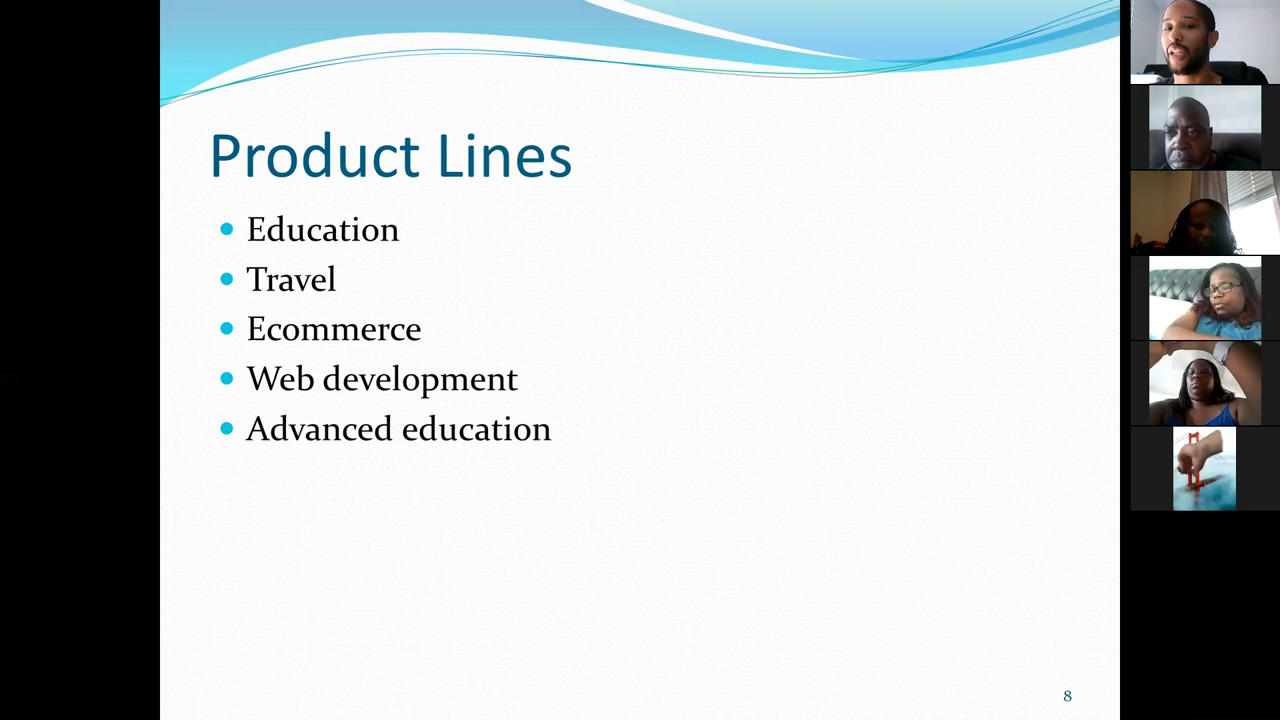 Product Lines
Education
Travel
Ecommerce
Web development
Advanced education
8